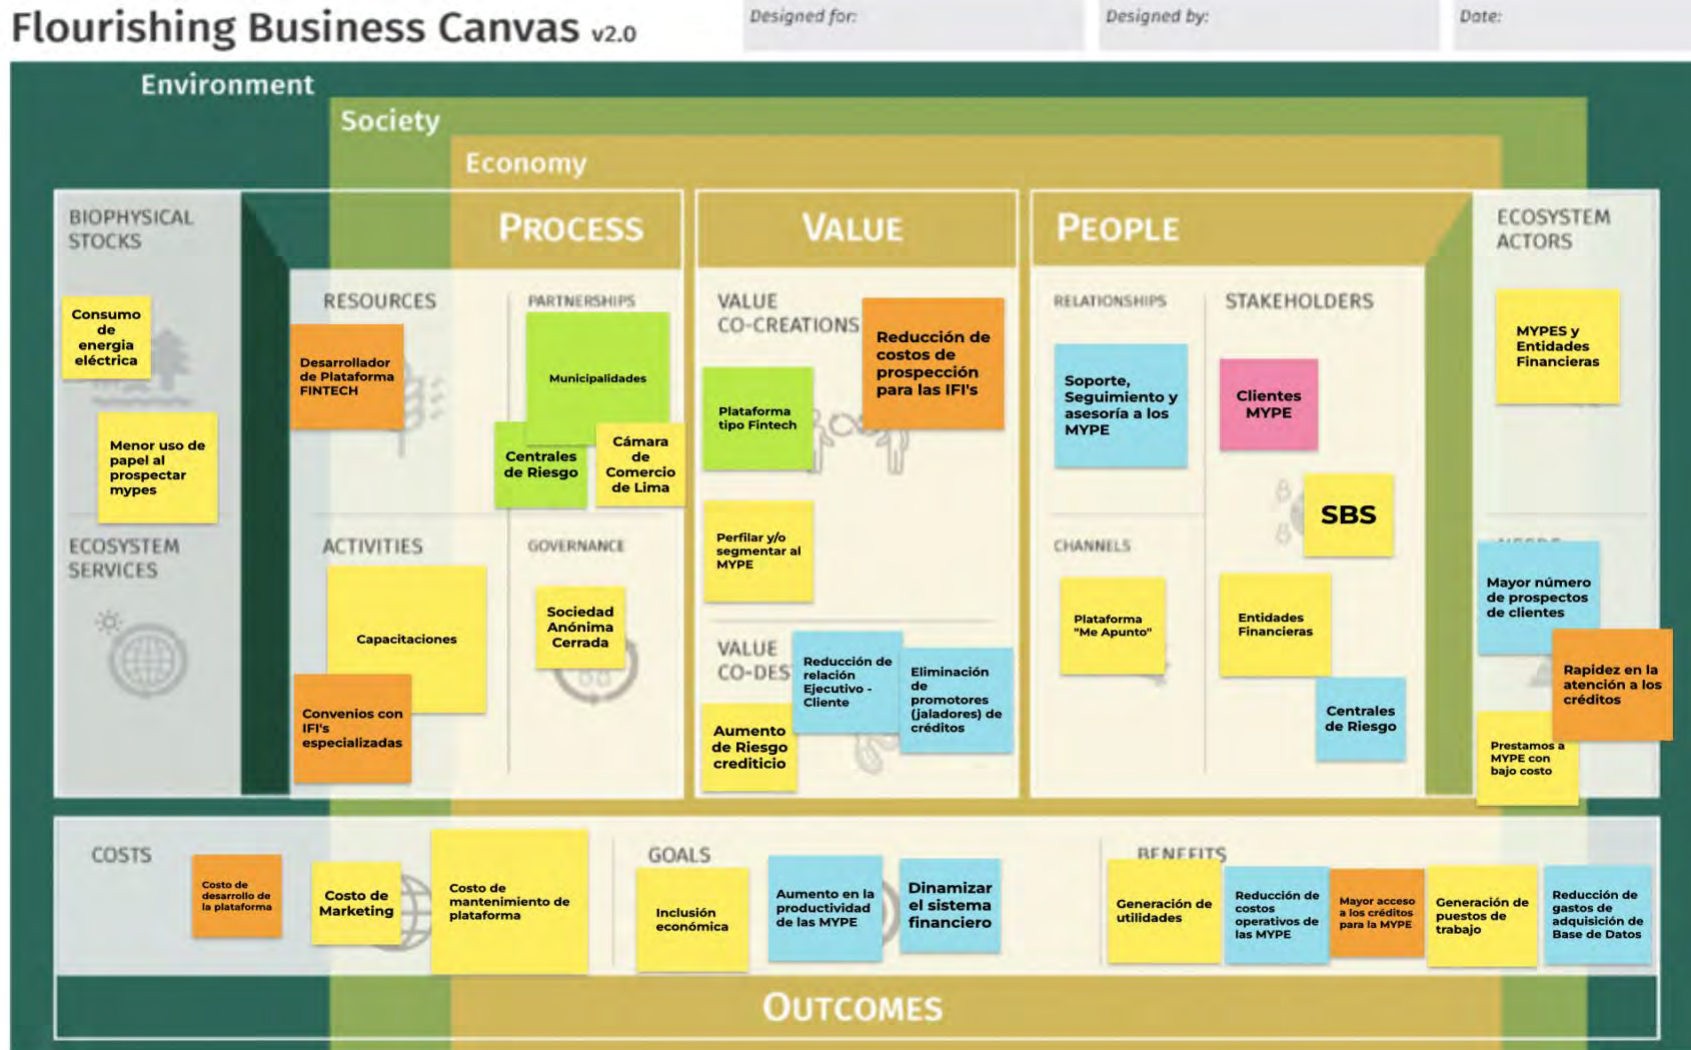 Flourishing Business Canvas v2.0
Designed for:
Designed by:
Date:
Environment
Society
Economy
BIOPHYSICAL
STOCKS
Consumo
de
energia
eléctrica
Menor uso de
papel al
prospectar
mypes
ECOSYSTEM
SERVICES
PROCESS
RESOURCES
Desarrollador
de Plataforma
FINTECH
PARTNERSHIPS
Municipalidades
Centrales
de Riesgo
Cámara
de
Comercio
de Lima
ACTIVITIES
Capacitaciones
Convenios con
IFI's
especializadas
GOVERNANCE
Sociedad
Anónima
Cerrada
VALUE
VALUE
CO-CREATIONS
Reducción de
costos de
prospección
para las IFI's
Plataforma
tipo Fintech
Perfilar y/o
segmentar al
MYPE
VALUE
CO-DES
Reducción de
relación
Ejecutivo -
Cliente
Eliminación
de
promotores
(jaladores) de
créditos
Aumento
de Riesgo
crediticio
PEOPLE
RELATIONSHIPS
Soporte,
Seguimiento y
asesoría a los
MYPE
STAKEHOLDERS
Clientes
MYPE
SBS
Entidades
Financieras
Centrales
de Riesgo
CHANNELS
Plataforma
"Me Apunto"
ECOSYSTEM
ACTORS
MYPES y
Entidades
Financieras
NEEDS
Mayor número
de prospectos
de clientes
Rapidez en la
atención a los
créditos
Prestamos a
MYPE con
bajo costo
COSTS
Costo de
desarrollo de
la plataforma
Costo de
Marketing
Costo de
mantenimiento de
plataforma
GOALS
Inclusión
económica
Aumento en la
productividad
de las MYPE
Dinamizar
el sistema
financiero
BENEFITS
Generación de
utilidades
Reducción de
costos
operativos de
las MYPE
Mayor acceso
a los créditos
para la MYPE
Generación de
puestos de
trabajo
Reducción de
gastos de
adquisición de
Base de Datos
OUTCOMES